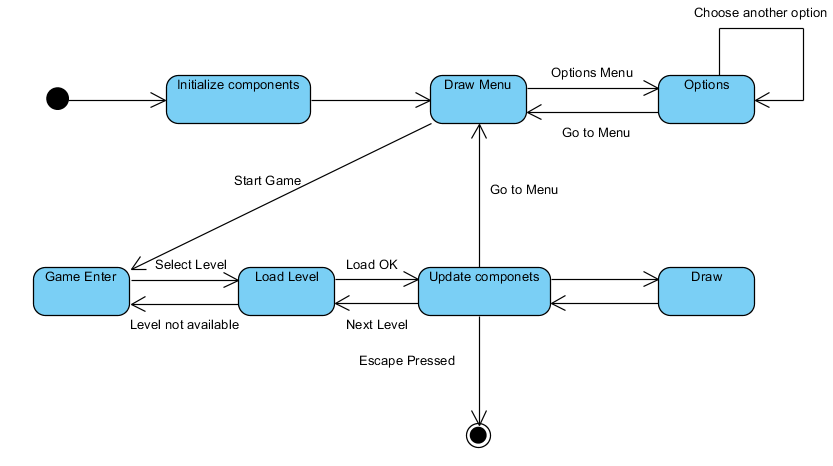 Choose another option
Initialize components
Draw Menu
Options Menu
Options
Go to Menu
Start Game
Go to Menu
Game Enter
Select Level
Load Level
Load OK
Update componets
Draw
Level not available
Next Level
Escape Pressed